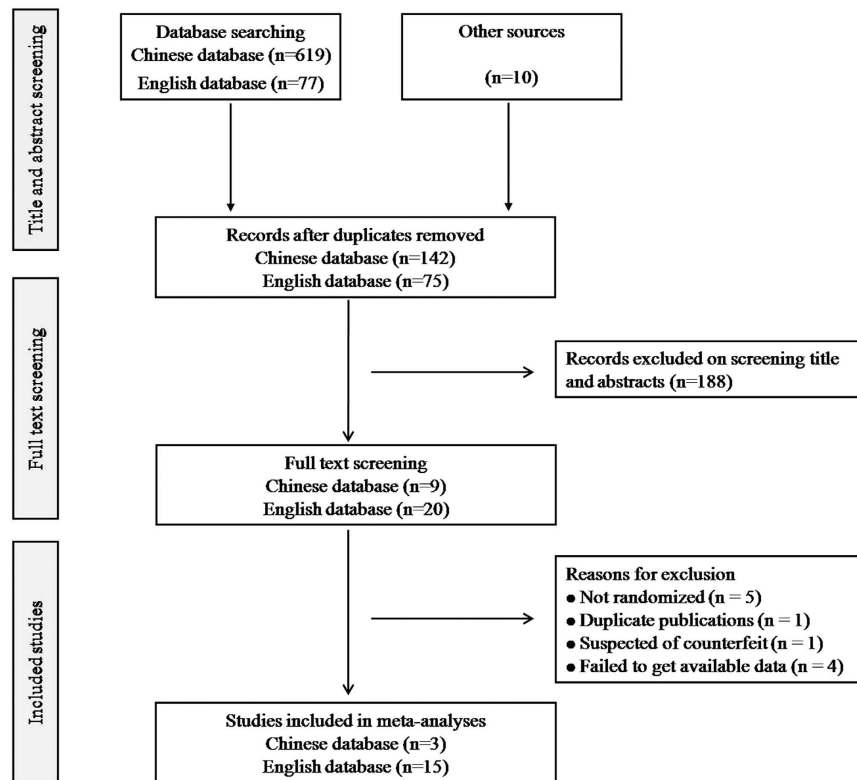 Title and abstract screening
Database searching
Chinese database (n=619)
English database (n=77)
Other sources
(n=10)
Records after duplicates removed
Chinese database (n=142)
English database (n=75)
Full text screening
Records excluded on screening title
and abstracts (n=188)
Full text screening
Chinese database (n=9)
English database (n=20)
Included studies
Reasons for exclusion
● Not randomized (n = 5)
● Duplicate publications (n = 1)
● Suspected of counterfeit (n = 1)
● Failed to get available data (n = 4)
Studies included in meta-analyses
Chinese database (n=3)
English database (n=15)